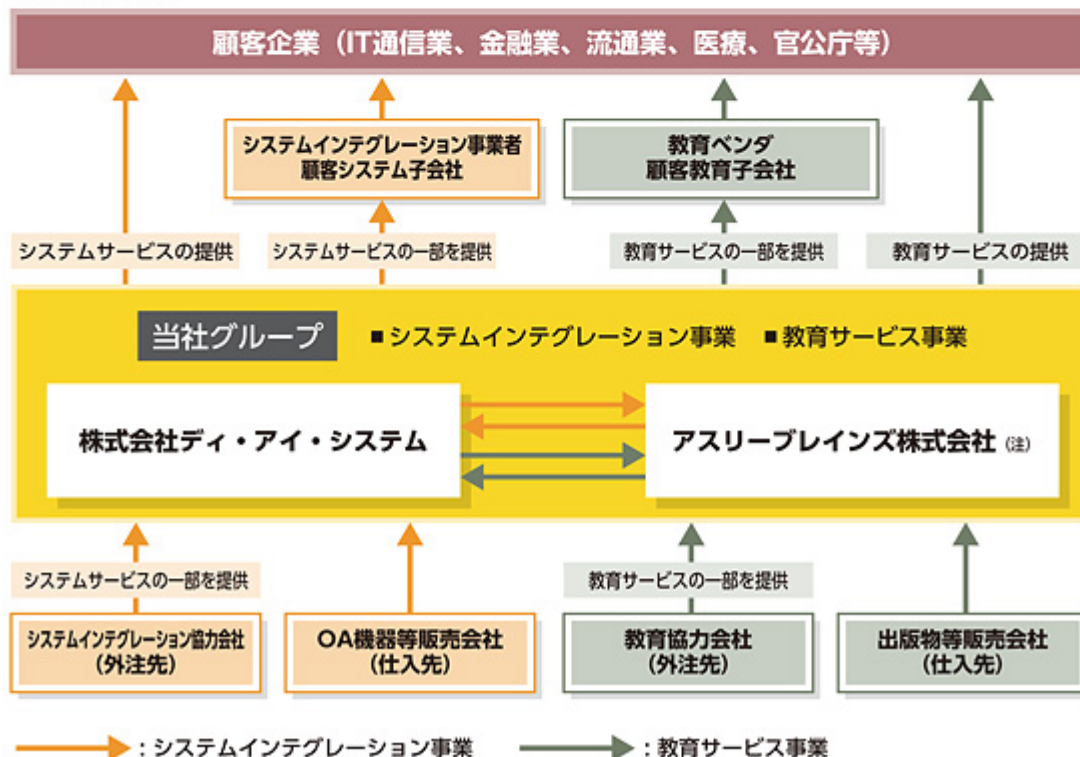 顧客企業（IT通信業、金融業、流通業、医療、官公庁等）
システムインテグレーション事業者
顧客システム子会社
教育ベンダ
顧客教育子会社
システムサービスの提供
システムサービスの一部を提供
教育サービスの一部を提供
教育サービスの提供
当社グループ
■システムインテグレーション事業
■教育サービス事業
株式会社ディ・アイ・システム
アスリーブレインズ株式会社 (注)
システムサービスの一部を提供
教育サービスの一部を提供
システムインテグレーション協力会社
(外注先)
OA機器等販売会社
(仕入先)
教育協力会社
(外注先)
出版物等販売会社
(仕入先)
：システムインテグレーション事業
：教育サービス事業